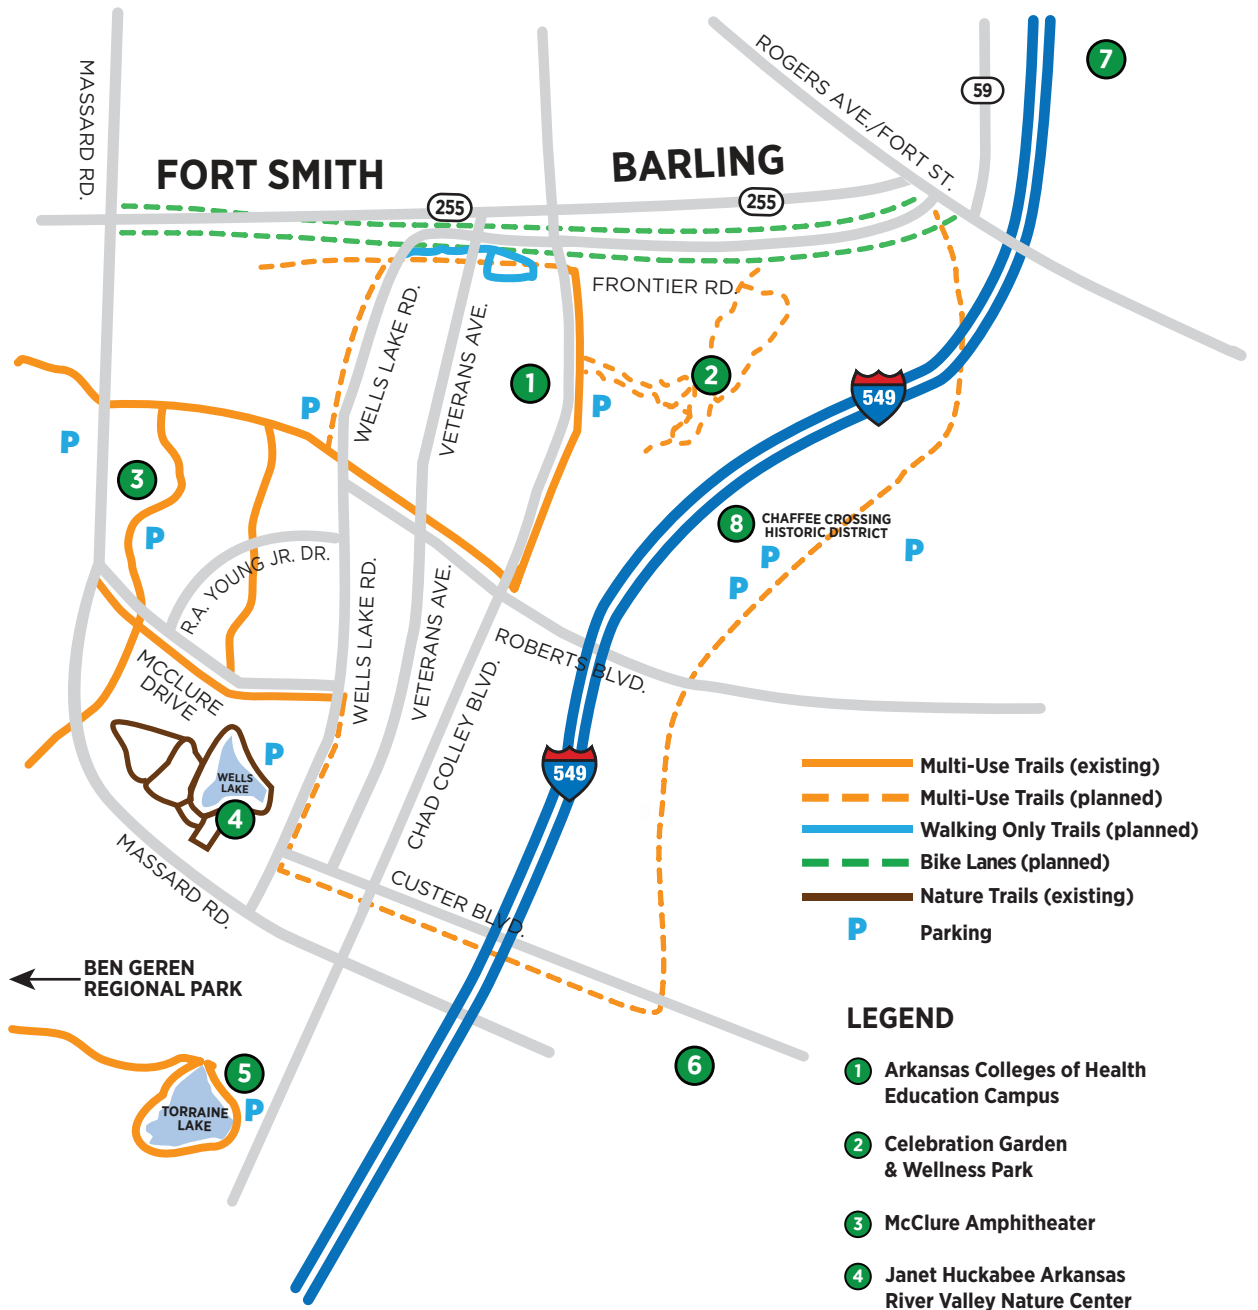 7
59
MASSARD RD.
ROGERS AVE./FORT ST.
FORT SMITH
BARLING
255
255
FRONTIER RD.
WELLS LAKE RD.
VETERANS AVE.
1
2
549
P
P
P
3
8
CHAFFEE CROSSING
HISTORIC DISTRICT
P
P
P
P
R.A. YOUNG JR. DR.
WELLS LAKE RD.
VETERANS AVE.
ROBERTS BLVD.
MCCLURE
DRIVE
CHAD COLLEY BLVD.
P
WELLS
LAKE
4
549
MASSARD RD.
CUSTER BLVD.
BEN GEREN
REGIONAL PARK
5
P
TORRAINE
LAKE
6
Multi-Use Trails (existing)
Multi-Use Trails (planned)
Walking Only Trails (planned)
Bike Lanes (planned)
Nature Trails (existing)
P Parking
LEGEND
1 Arkansas Colleges of Health
Education Campus
2 Celebration Garden
& Wellness Park
3 McClure Amphitheater
4 Janet Huckabee Arkansas
River Valley Nature Center